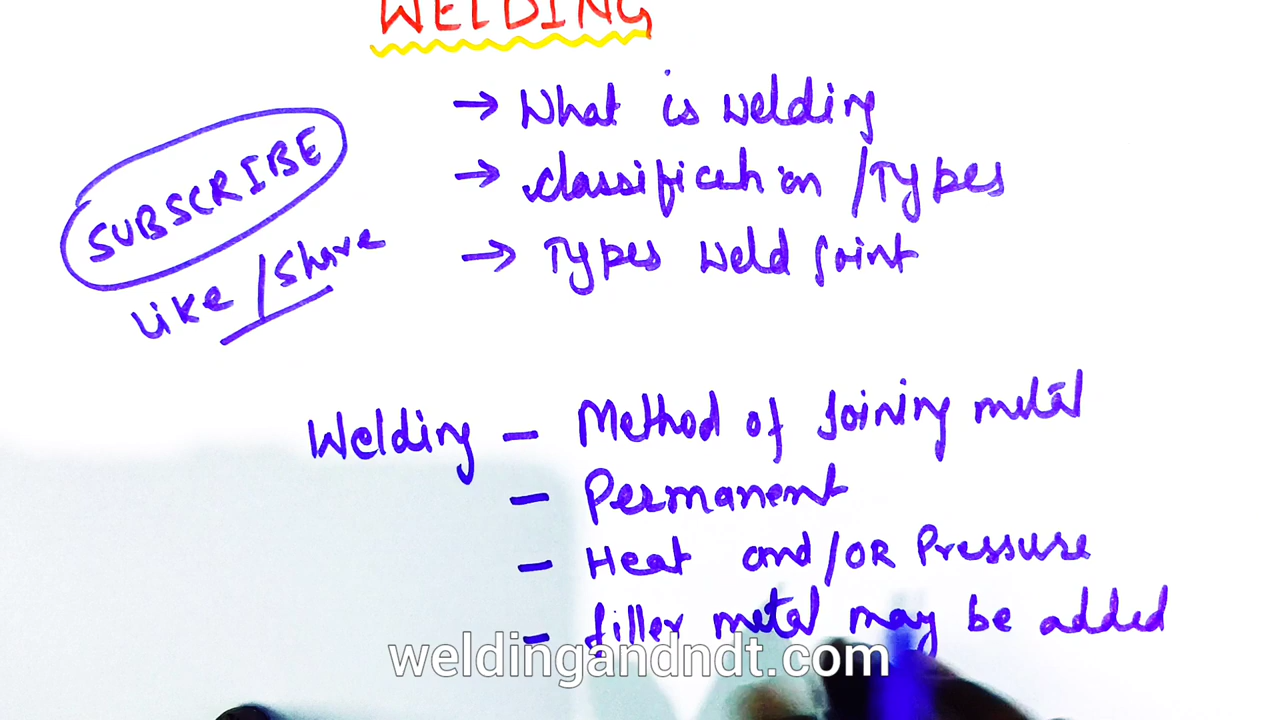 WELDING
→ What is welding
→ classification /Types
→ Types weld joint
SUBSCRIBE
Like /Share
Welding – Method of joining metal
– Permanent
– Heat and/OR Pressure
– filler metal may be added
weldingandndt.com